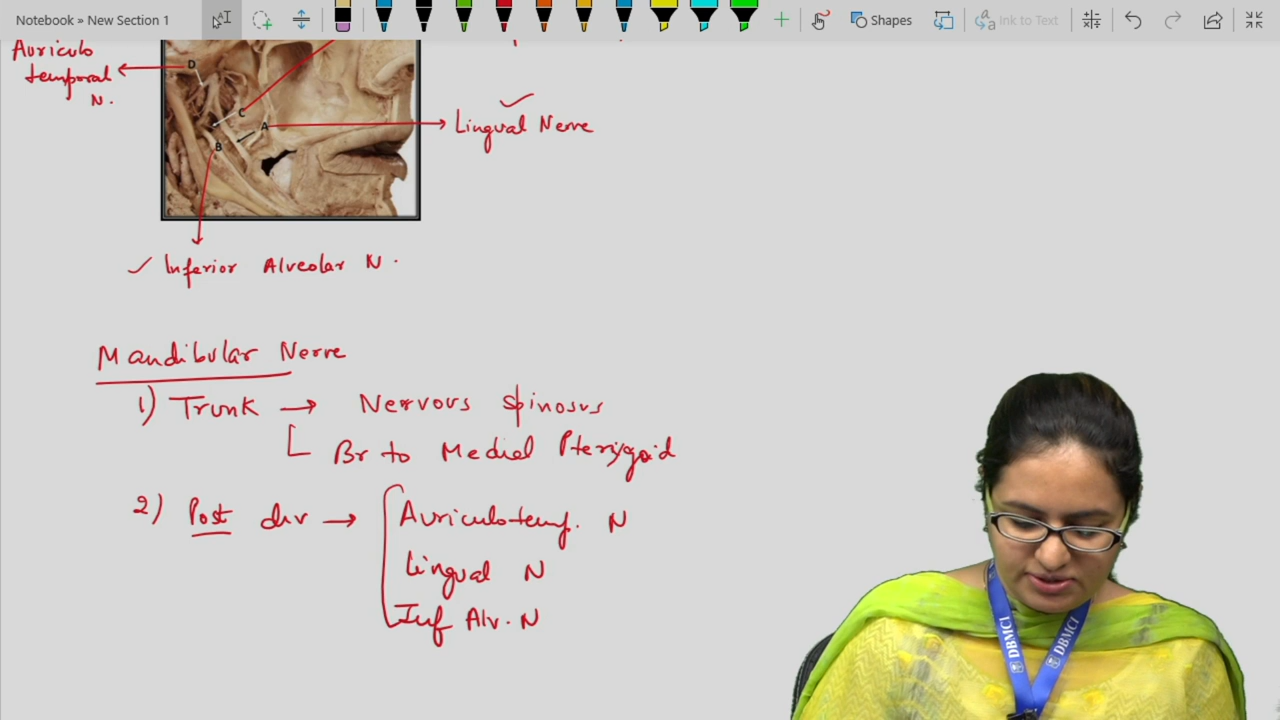 Notebook » New Section 1
Shapes
Ink to Text
Auriculo
temporal
N.
D
C
A
B
Lingual Nerve
Inferior Alveolar N.
Mandibular Nerve
1) Trunk → Nervous Spinosus
Br to Medial Pterygoid
2) Post div → Auriculotemp. N
Lingual N
Inf Alv. N
DBMCI
DBMCI